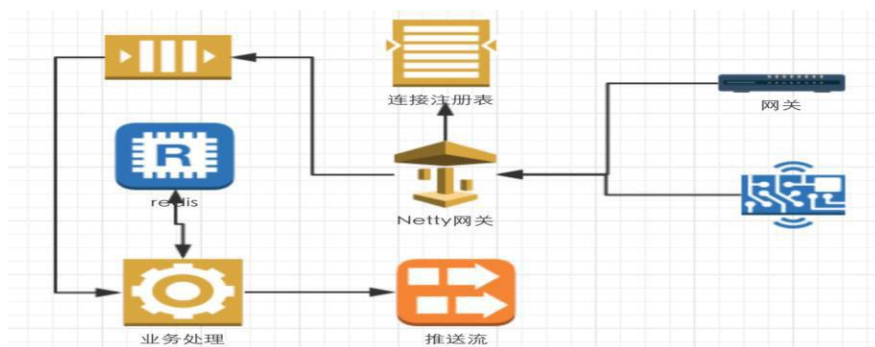 连接注册表
网关
R
redis
Netty网关
业务处理
推送流